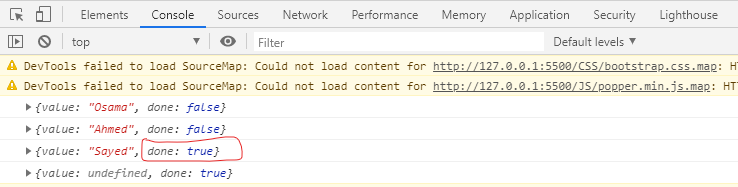 Elements Console Sources Network Performance Memory Application Security Lighthouse
top Filter Default levels ▾
DevTools failed to load SourceMap: Could not load content for http://127.0.0.1:5500/CSS/bootstrap.css.map: HT
DevTools failed to load SourceMap: Could not load content for http://127.0.0.1:5500/JS/popper.min.js.map: HTT
▸ {value: "Osama", done: false}
▸ {value: "Ahmed", done: false}
▸ {value: "Sayed", done: true}
▸ {value: undefined, done: true}